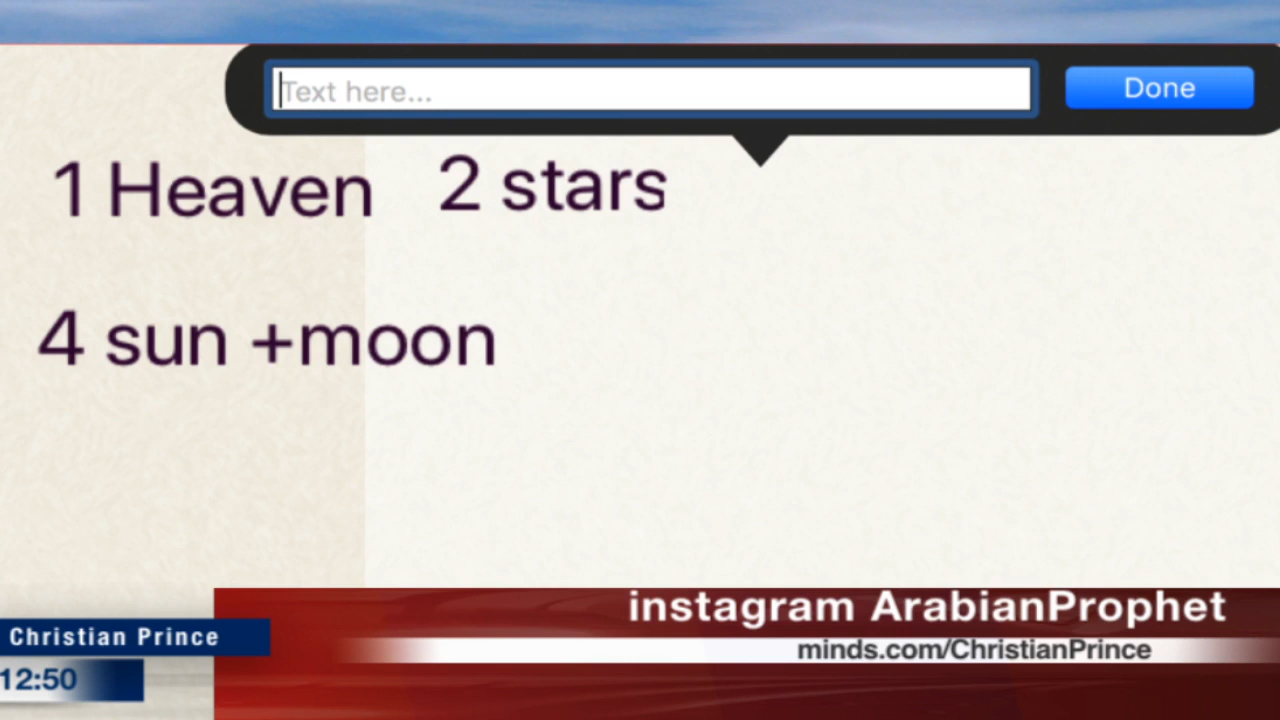 Text here...
Done
1 Heaven
2 stars
4 sun +moon
instagram ArabianProphet
Christian Prince
minds.com/ChristianPrince
12:50